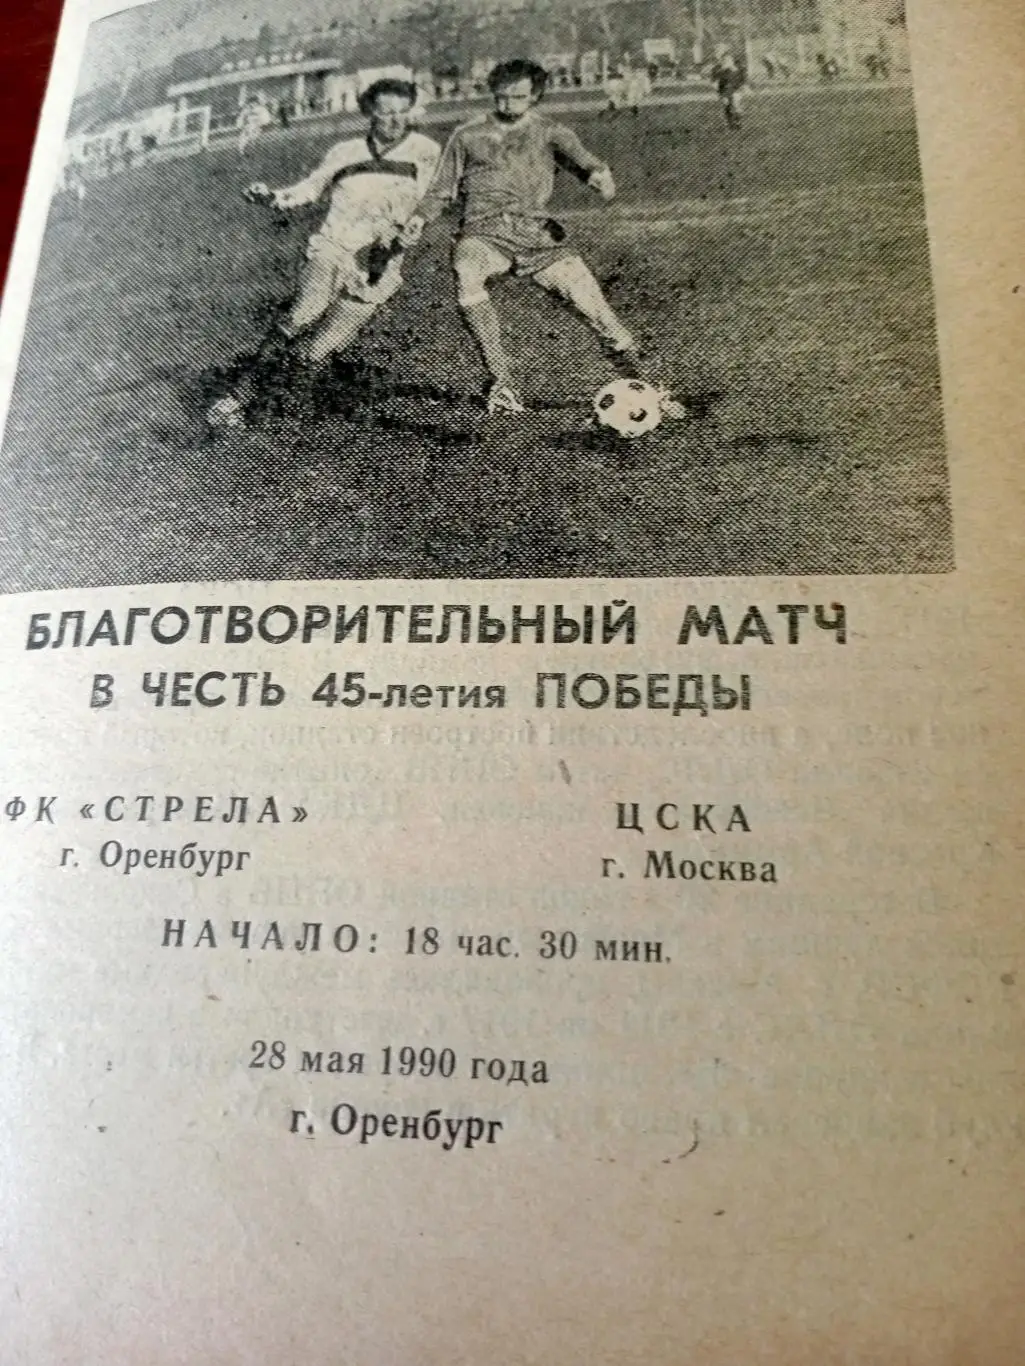 БЛАГОТВОРИТЕЛЬНЫЙ МАТЧ
В ЧЕСТЬ 45-летия ПОБЕДЫ
ФК «СТРЕЛА»
г. Оренбург
ЦСКА
г. Москва
НАЧАЛО: 18 час. 30 мин.
28 мая 1990 года
г. Оренбург